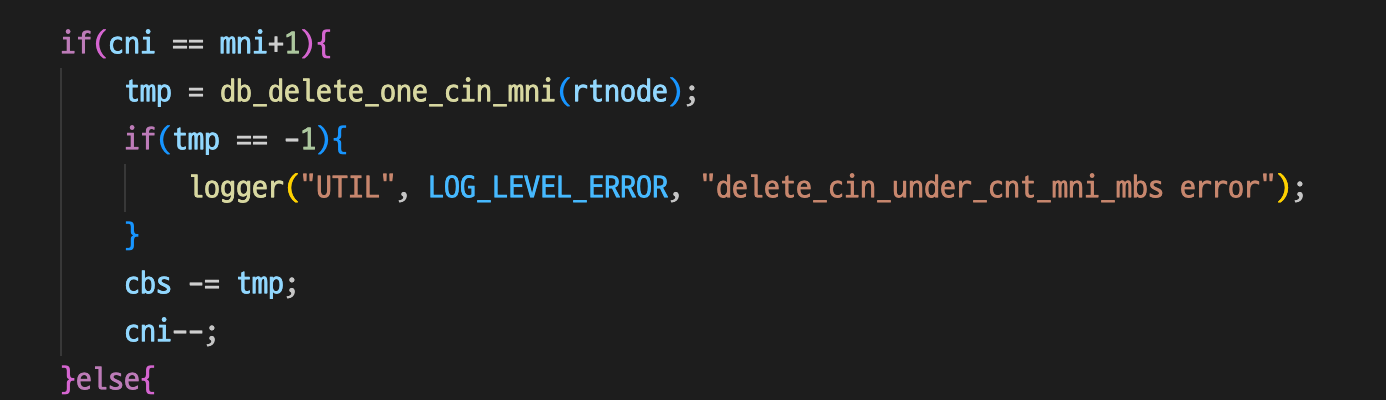 if(cni == mni+1){
    tmp = db_delete_one_cin_mni(rtnode);
    if(tmp == -1){
        logger("UTIL", LOG_LEVEL_ERROR, "delete_cin_under_cnt_mni_mbs error");
    }
    cbs -= tmp;
    cni--;
}else{